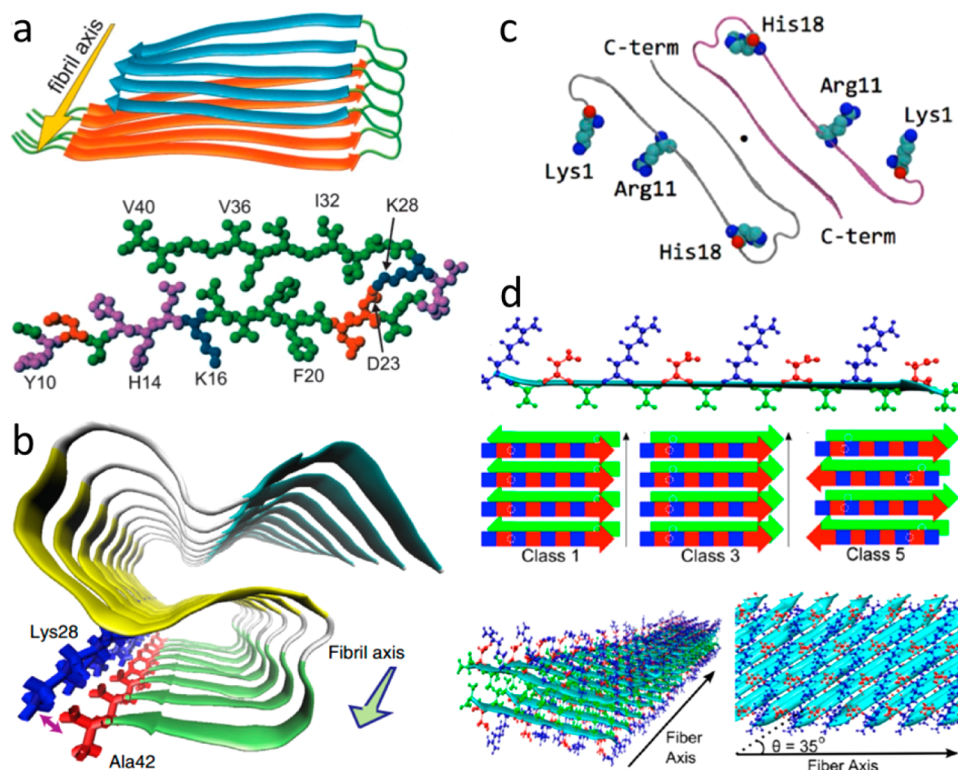 a
fibril axis
V40
V36
I32
K28
Y10
H14
K16
F20
D23
b
Lys28
Fibril axis
Ala42
c
His18
C-term
Arg11
Lys1
Lys1
Arg11
His18
C-term
d
Class 1
Class 3
Class 5
Fiber
Axis
θ = 35°
Fiber Axis